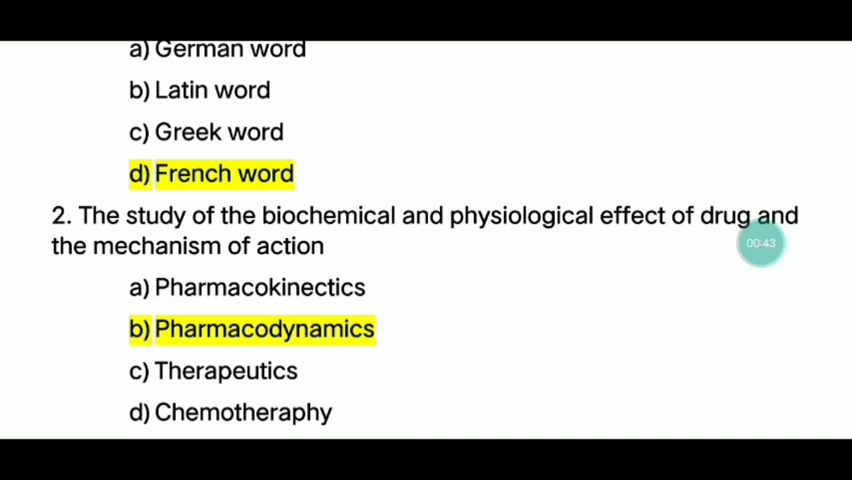 a) German word
b) Latin word
c) Greek word
d) French word
2. The study of the biochemical and physiological effect of drug and
the mechanism of action
00:43
a) Pharmacokinectics
b) Pharmacodynamics
c) Therapeutics
d) Chemotheraphy